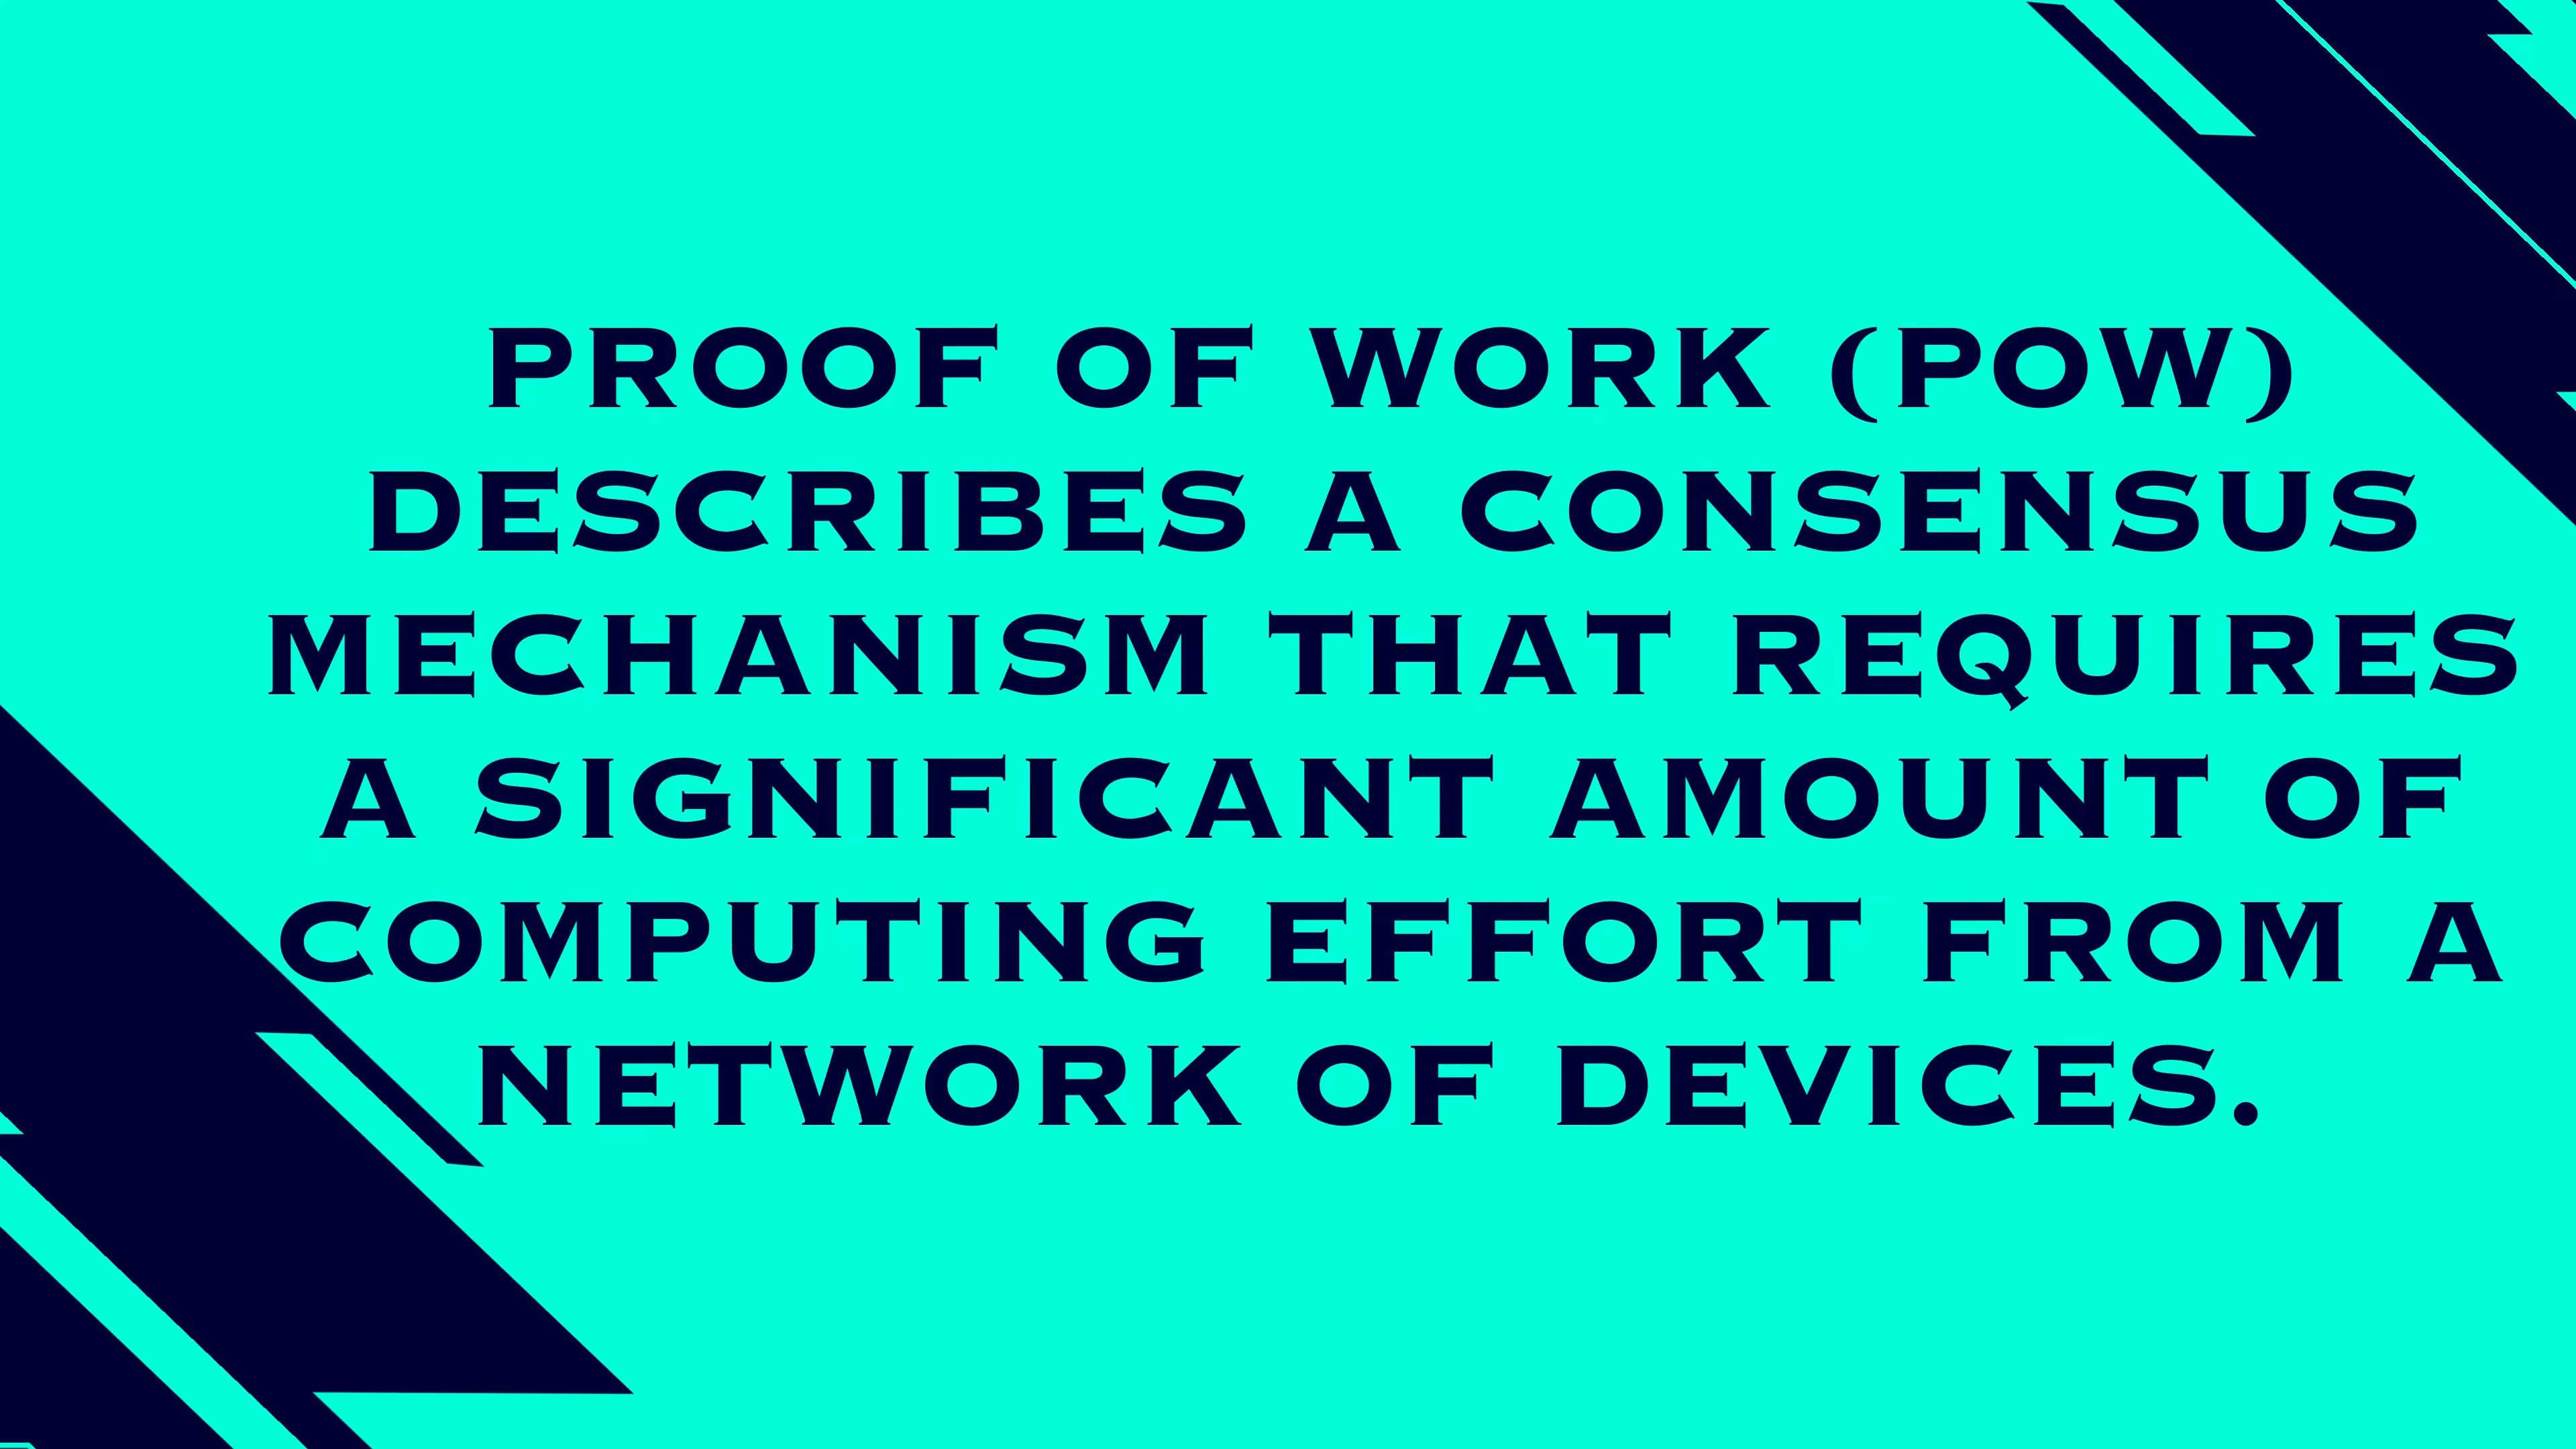 PROOF OF WORK (POW)
DESCRIBES A CONSENSUS
MECHANISM THAT REQUIRES
A SIGNIFICANT AMOUNT OF
COMPUTING EFFORT FROM A
NETWORK OF DEVICES.